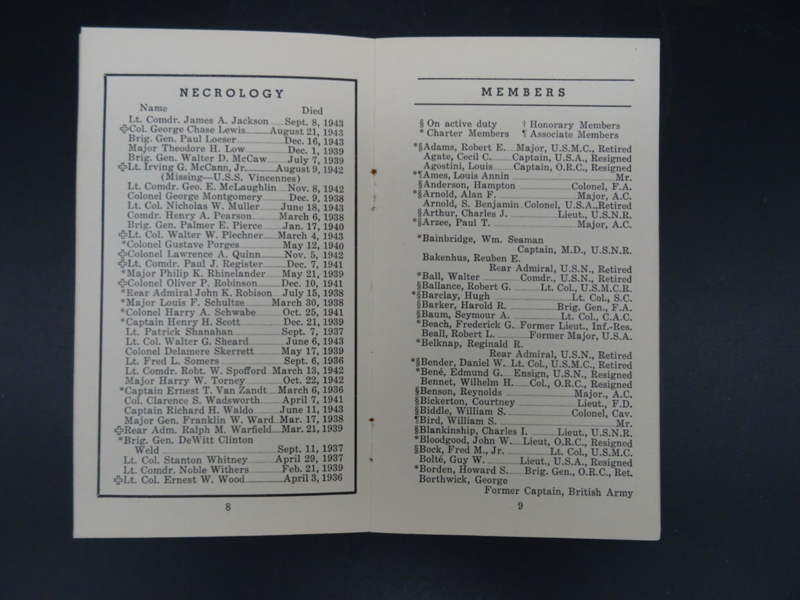 NECROLOGY
Name Died
Lt. Comdr. James A. Jackson Sept. 8, 1943
✠Col. George Chase Lewis August 21, 1943
Brig. Gen. Paul Loeser Dec. 16, 1943
Major Theodore H. Low Dec. 1, 1939
Brig. Gen. Walter D. McCaw July 7, 1939
✠Lt. Irving G. McCann, Jr. August 9, 1942
(Missing—U.S.S. Vincennes)
Lt. Comdr. Geo. E. McLaughlin Nov. 8, 1942
Colonel George Montgomery Dec. 9, 1938
Lt. Col. Nicholas W. Muller June 18, 1943
Comdr. Henry A. Pearson March 6, 1938
Brig. Gen. Palmer E. Pierce Jan. 17, 1940
✠Lt. Col. Walter W. Plechner March 4, 1943
*Colonel Gustave Porges May 12, 1940
✠Colonel Lawrence A. Quinn Nov. 5, 1942
✠Lt. Comdr. Paul J. Register Dec. 7, 1941
*Major Philip K. Rhinelander May 21, 1939
✠Colonel Oliver P. Robinson Dec. 10, 1941
*Rear Admiral John K. Robison July 15, 1938
*Major Louis F. Schultze March 30, 1938
*Colonel Harry A. Schwabe Oct. 25, 1941
*Captain Henry H. Scott Dec. 21, 1939
Lt. Patrick Shanahan Sept. 7, 1937
Lt. Col. Walter G. Sheard June 6, 1943
Colonel Delamere Skerrett May 17, 1939
Lt. Fred L. Somers Sept. 6, 1936
Lt. Comdr. Robt. W. Spofford March 13, 1942
Major Harry W. Torney Oct. 22, 1942
*Captain Ernest T. Van Zandt March 6, 1936
Col. Clarence S. Wadsworth April 7, 1941
Captain Richard H. Waldo June 11, 1943
Major Gen. Franklin W. Ward Mar. 17, 1938
✠Rear Adm. Ralph M. Warfield Mar. 21, 1939
*Brig. Gen. DeWitt Clinton
Weld Sept. 11, 1937
Lt. Col. Stanton Whitney April 29, 1937
Lt. Comdr. Noble Withers Feb. 21, 1939
✠Lt. Col. Ernest W. Wood April 3, 1936
8
MEMBERS
§ On active duty † Honorary Members
* Charter Members ¶ Associate Members
*§Adams, Robert E. Major, U.S.M.C., Retired
Agate, Cecil C. Captain, U.S.A., Resigned
Agostini, Louis Captain, O.R.C., Resigned
*¶Ames, Louis Annin Mr.
§Anderson, Hampton Colonel, F.A.
*§Arnold, Alan F. Major, A.C.
Arnold, S. Benjamin Colonel, U.S.A., Retired
§Arthur, Charles J. Lieut., U.S.N.R.
*§Arzee, Paul T. Major, A.C.
*Bainbridge, Wm. Seaman
Captain, M.D., U.S.N.R.
Bakenhus, Reuben E.
Rear Admiral, U.S.N., Retired
*Ball, Walter Comdr., U.S.N., Retired
§Ballance, Robert G. Lt. Col., U.S.M.C.R.
*§Barclay, Hugh Lt. Col., S.C.
§Barker, Harold R. Brig. Gen., F.A.
§Baum, Seymour A. Lt. Col., C.A.C.
*Beach, Frederick G. Former Lieut., Inf.-Res.
Beall, Robert L. Former Major, U.S.A.
*Belknap, Reginald R.
Rear Admiral, U.S.N., Retired
*§Bender, Daniel W. Lt. Col., U.S.M.C., Retired
*Bené, Edmund G. Ensign, U.S.N., Resigned
Bennet, Wilhelm H. Col., O.R.C., Resigned
§Benson, Reynolds Major, A.C.
§Bickerton, Courtney Lieut., F.D.
§Biddle, William S. Colonel, Cav.
¶Bird, William S. Mr.
§Blankinship, Charles I. Lieut., U.S.N.R.
*Bloodgood, John W. Lieut, O.R.C., Resigned
§Bock, Fred M., Jr. Lt. Col., U.S.M.C.
Bolté, Guy W. Lieut., U.S.A., Resigned
*Borden, Howard S. Brig. Gen., O.R.C., Ret.
Borthwick, George
Former Captain, British Army
9